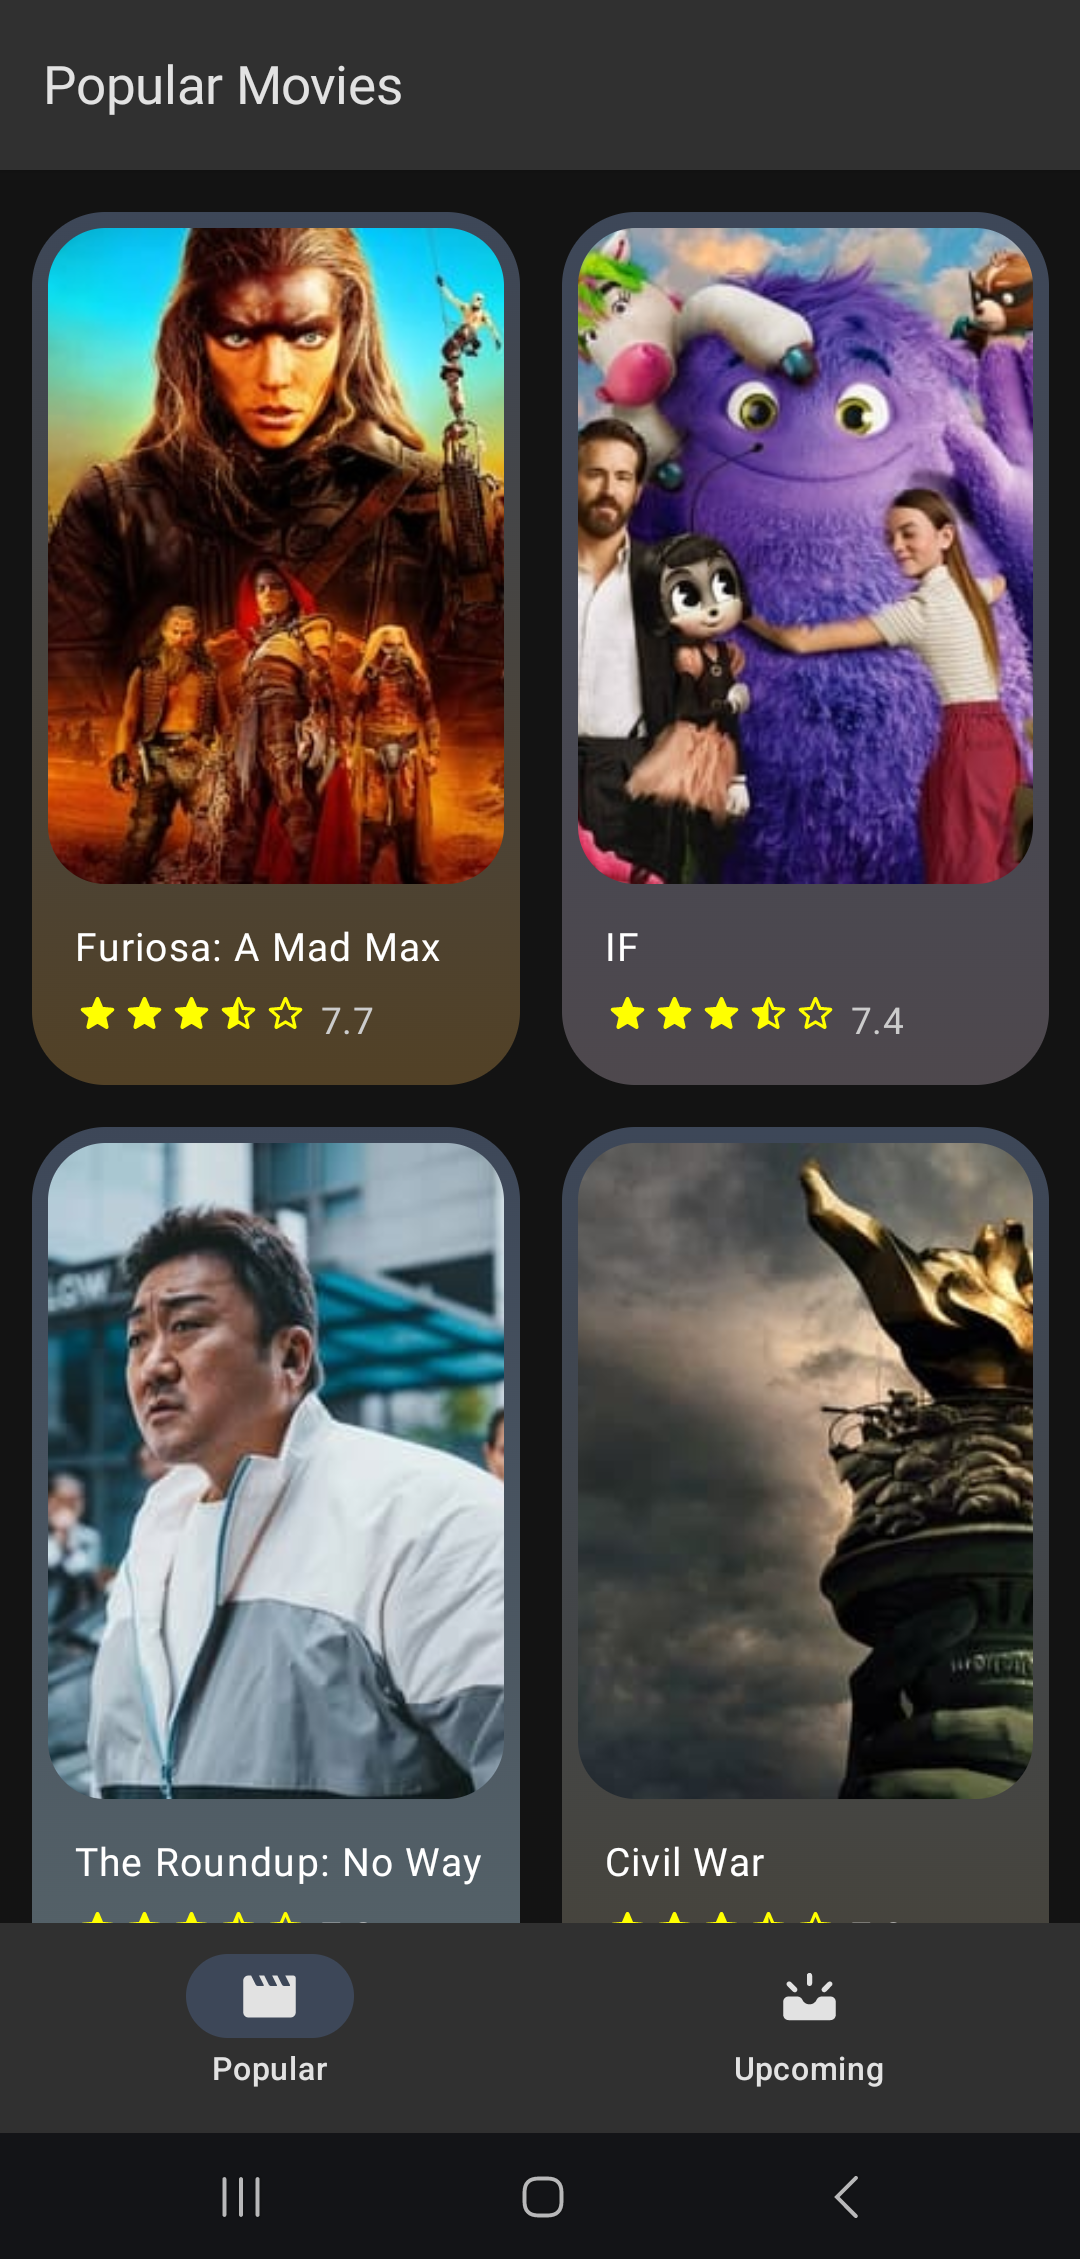 Popular Movies
Furiosa: A Mad Max
7.7
IF
7.4
The Roundup: No Way
Civil War
Popular
Upcoming